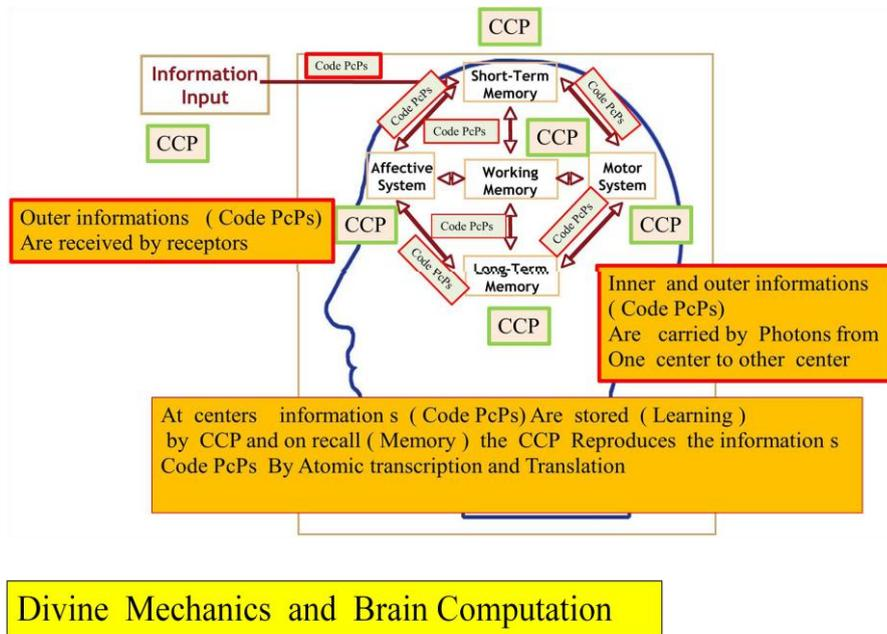 CCP
Code PcPs
Information
Input
Short-Term
Memory
Code PcPs
Code PcPs
Code PcPs
CCP
CCP
Affective
System
Working
Memory
Motor
System
Outer informations ( Code PcPs)
Are received by receptors
CCP
Code PcPs
Code PcPs
CCP
Code PcPs
Long-Term
Memory
Inner and outer informations
( Code PcPs)
Are carried by Photons from
One center to other center
CCP
At centers information s ( Code PcPs) Are stored ( Learning )
by CCP and on recall ( Memory ) the CCP Reproduces the information s
Code PcPs By Atomic transcription and Translation
Divine Mechanics and Brain Computation